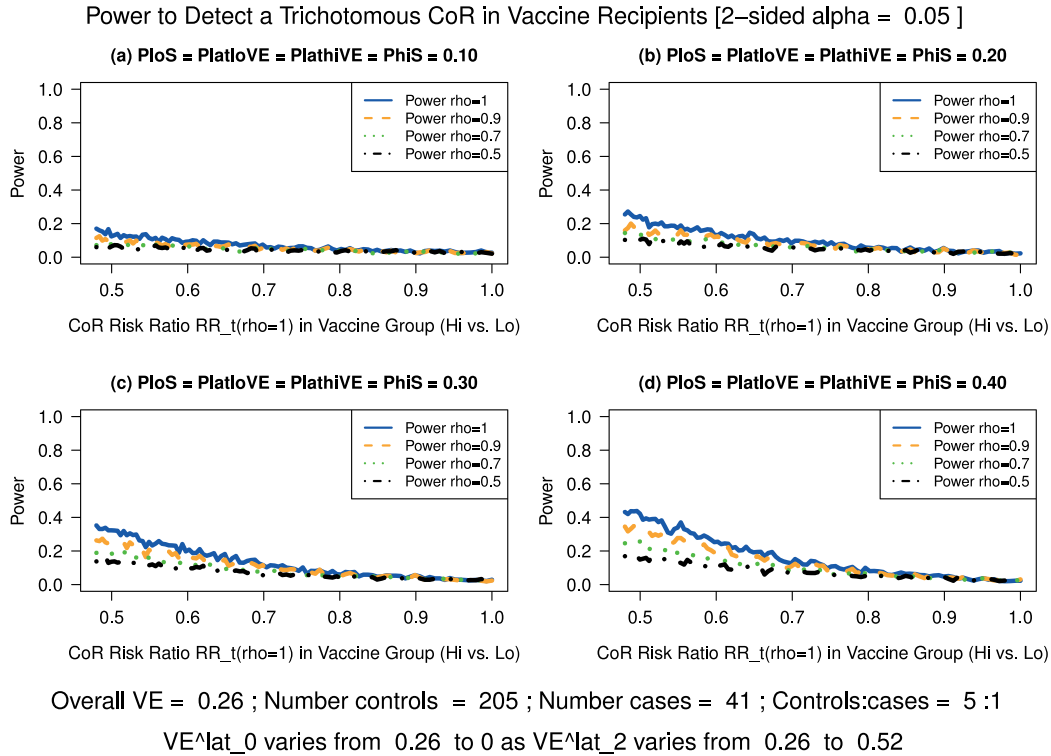 Power to Detect a Trichotomous CoR in Vaccine Recipients [2−sided alpha = 0.05 ]
(a) PloS = PlatloVE = PlathiVE = PhiS = 0.10
Power
1.0
0.8
0.6
0.4
0.2
0.0
Power rho=1
Power rho=0.9
Power rho=0.7
Power rho=0.5
0.5 0.6 0.7 0.8 0.9 1.0
CoR Risk Ratio RR_t(rho=1) in Vaccine Group (Hi vs. Lo)
(b) PloS = PlatloVE = PlathiVE = PhiS = 0.20
Power
1.0
0.8
0.6
0.4
0.2
0.0
Power rho=1
Power rho=0.9
Power rho=0.7
Power rho=0.5
0.5 0.6 0.7 0.8 0.9 1.0
CoR Risk Ratio RR_t(rho=1) in Vaccine Group (Hi vs. Lo)
(c) PloS = PlatloVE = PlathiVE = PhiS = 0.30
Power
1.0
0.8
0.6
0.4
0.2
0.0
Power rho=1
Power rho=0.9
Power rho=0.7
Power rho=0.5
0.5 0.6 0.7 0.8 0.9 1.0
CoR Risk Ratio RR_t(rho=1) in Vaccine Group (Hi vs. Lo)
(d) PloS = PlatloVE = PlathiVE = PhiS = 0.40
Power
1.0
0.8
0.6
0.4
0.2
0.0
Power rho=1
Power rho=0.9
Power rho=0.7
Power rho=0.5
0.5 0.6 0.7 0.8 0.9 1.0
CoR Risk Ratio RR_t(rho=1) in Vaccine Group (Hi vs. Lo)
Overall VE = 0.26 ; Number controls = 205 ; Number cases = 41 ; Controls:cases = 5 :1
VE^lat_0 varies from 0.26 to 0 as VE^lat_2 varies from 0.26 to 0.52